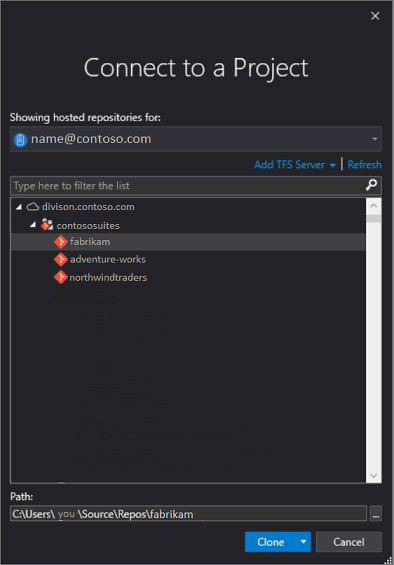 Connect to a Project
Showing hosted repositories for:
name@contoso.com
Add TFS Server | Refresh
Type here to filter the list
divison.contoso.com
contososuites
fabrikam
adventure-works
northwindtraders
Path:
C:\Users\ you \Source\Repos\fabrikam
...
Clone Cancel